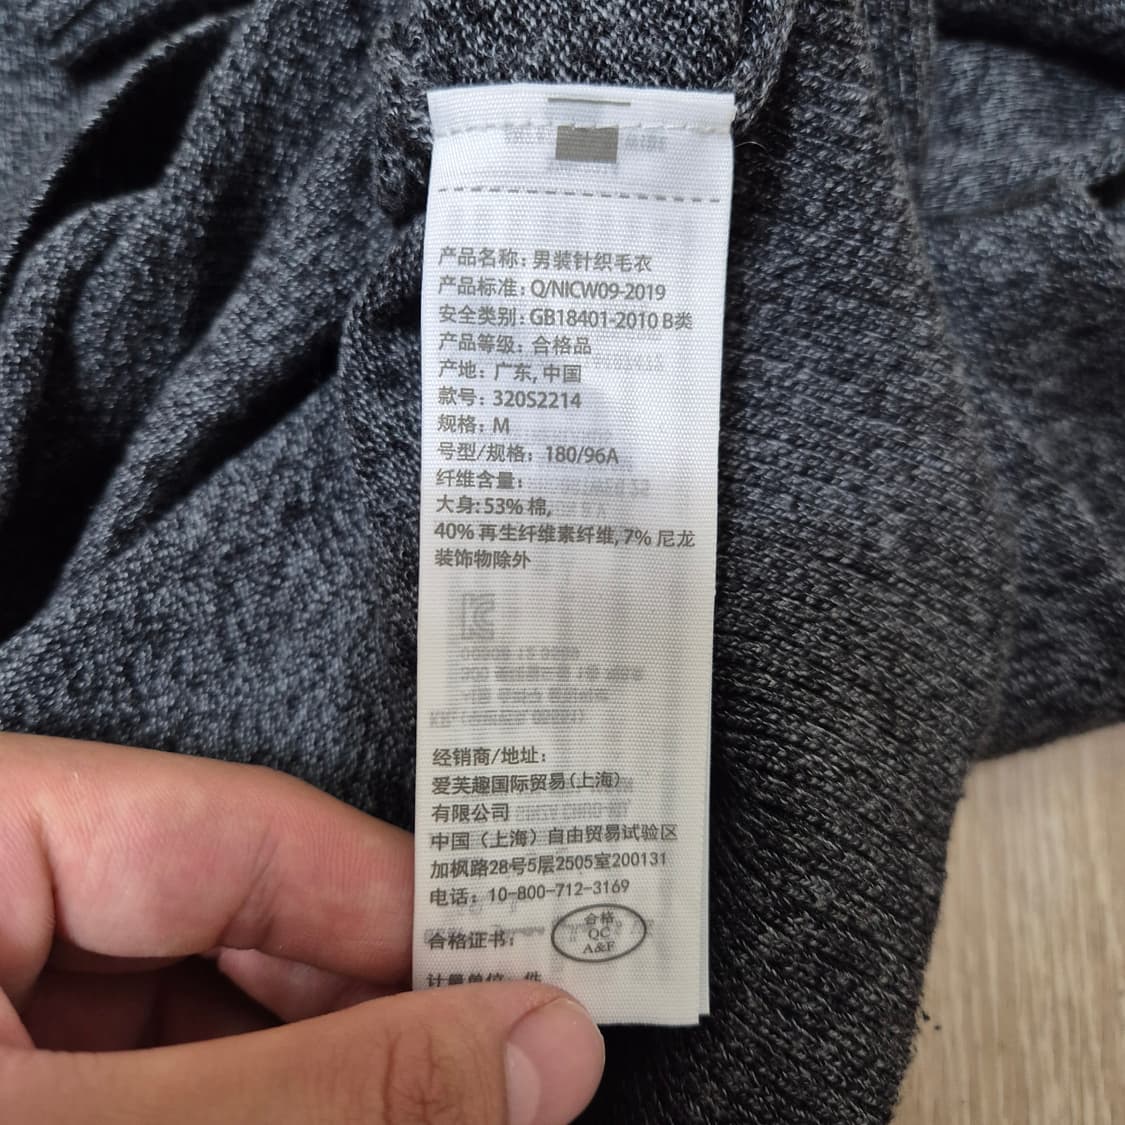 产品名称: 男装针织毛衣
产品标准: Q/NICW09-2019
安全类别: GB18401-2010 B类
产品等级: 合格品
产地: 广东, 中国
款号: 320S2214
规格: M
号型/规格: 180/96A
纤维含量:
大身: 53% 棉,
40% 再生纤维素纤维, 7% 尼龙
装饰物除外
经销商/地址:
爱芙趣国际贸易(上海)
有限公司
中国（上海）自由贸易试验区
加枫路28号5层2505室200131
电话: 10-800-712-3169
合格证书:
合格
QC
A&F
计量单位: 件